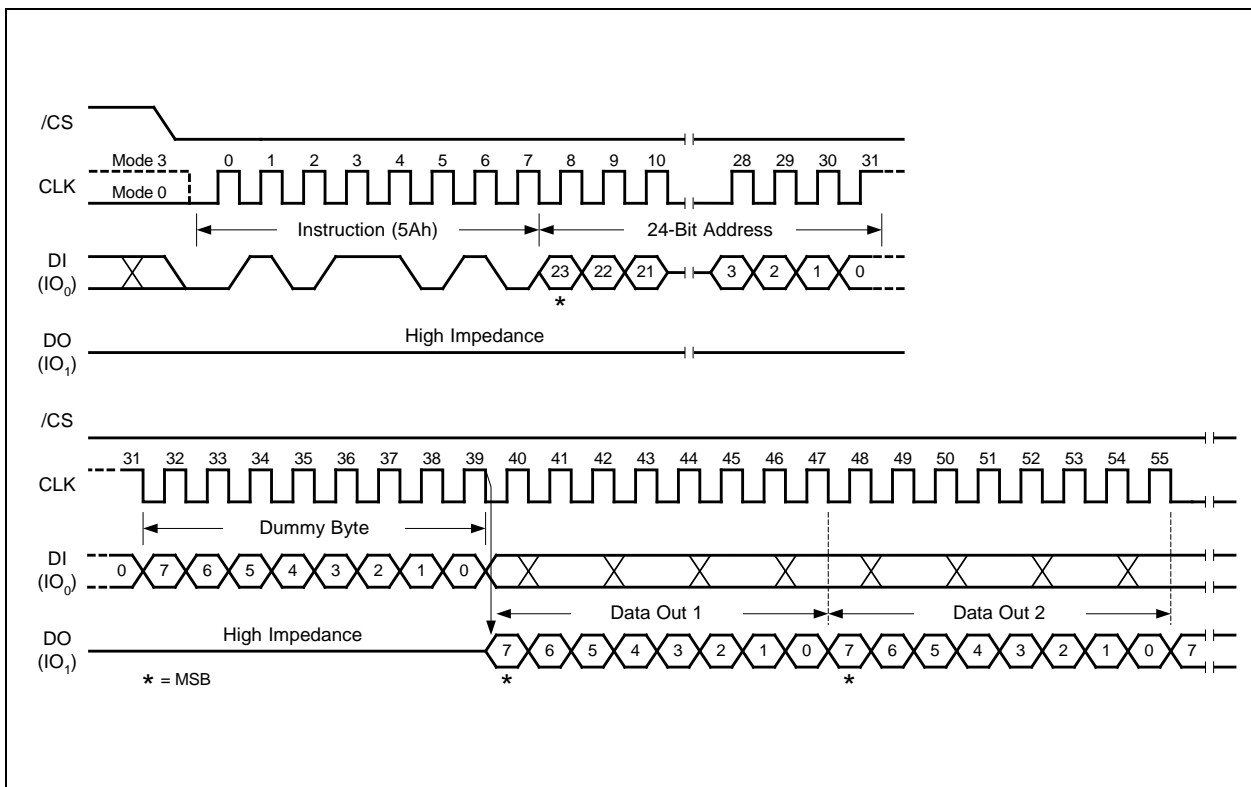 /CS
Mode 3
0 1 2 3 4 5 6 7 8 9 10 28 29 30 31
CLK
Mode 0
Instruction (5Ah)
24-Bit Address
DI
(IO0)
23 22 21 3 2 1 0
*
High Impedance
DO
(IO1)
/CS
31 32 33 34 35 36 37 38 39 40 41 42 43 44 45 46 47 48 49 50 51 52 53 54 55
CLK
Dummy Byte
DI
(IO0)
0 7 6 5 4 3 2 1 0
Data Out 1
Data Out 2
High Impedance
DO
(IO1)
7 6 5 4 3 2 1 0 7 6 5 4 3 2 1 0 7
* *
* = MSB